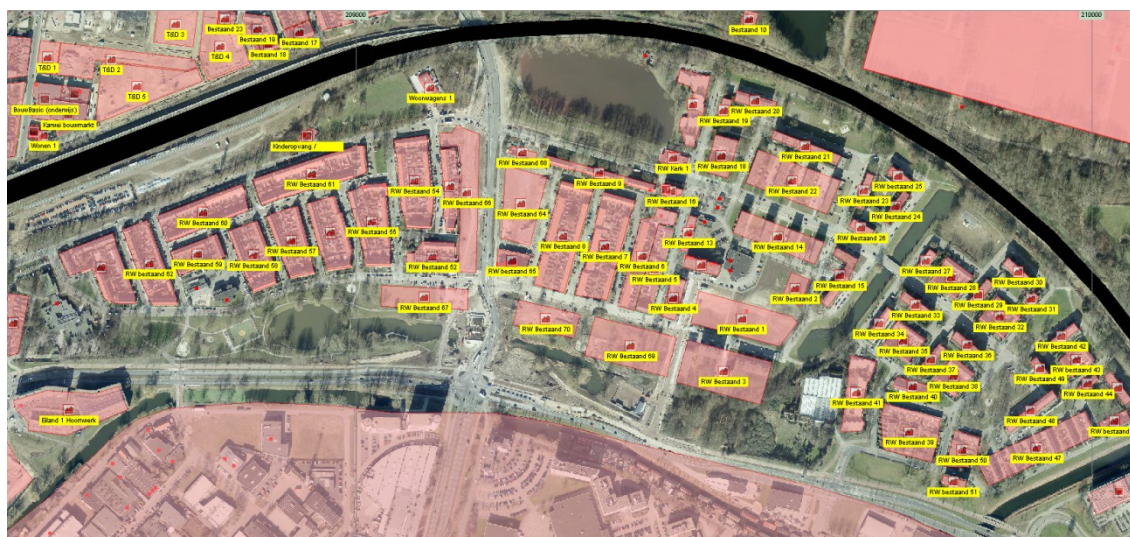 209000
210000
Bestaand 23
Bestaand 10
T&D 3
Bestaand 19
Bestaand 17
T&D 4
Bestaand 18
T&D 1
T&D 2
T&D 5
Woonwagens 1
BouwBasic (onderwijs)
Karwei bouwmarkt
Wonen 1
Kinderopvang /
RW Bestaand 20
RW Bestaand 19
RW Bestaand 21
RW Bestaand 68
RW Bestaand 18
RW Kerk 1
RW Bestaand 61
RW Bestaand 54
RW Bestaand 9
RW Bestaand 22
RW Bestaand 25
RW Bestaand 66
RW Bestaand 16
RW Bestaand 23
RW Bestaand 64
RW Bestaand 24
RW Bestaand 60
RW Bestaand 55
RW Bestaand 13
RW Bestaand 14
RW Bestaand 26
RW Bestaand 57
RW Bestaand 8
RW Bestaand 7
RW Bestaand 6
RW Bestaand 59
RW Bestaand 52
RW bestaand 62
RW Bestaand 58
RW bestaand 65
RW Bestaand 5
RW Bestaand 27
RW Bestaand 30
RW Bestaand 15
RW Bestaand 28
RW Bestaand 2
RW Bestaand 29
RW Bestaand 31
RW Bestaand 67
RW Bestaand 4
RW Bestaand 33
RW Bestaand 32
RW Bestaand 70
RW Bestaand 1
RW Bestaand 34
RW Bestaand 69
RW Bestaand 35
RW Bestaand 36
RW Bestaand 42
RW Bestaand 3
RW Bestaand 37
RW bestaand 43
RW Bestaand 38
RW Bestaand 44
RW Bestaand 40
RW Bestaand 41
Eiland 1 Hoornwerk
RW Bestaand 48
RW bestaand
RW Bestaand 39
RW Bestaand 50
RW Bestaand 47
RW bestaand 51